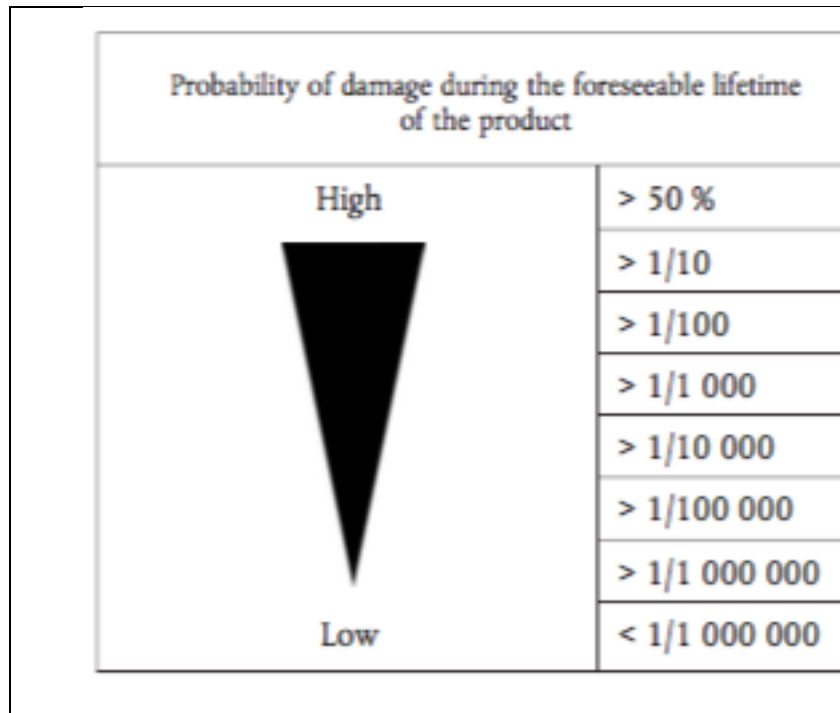 Probability of damage during the foreseeable lifetime
of the product
High
> 50 %
> 1/10
> 1/100
> 1/1 000
> 1/10 000
> 1/100 000
> 1/1 000 000
Low
< 1/1 000 000